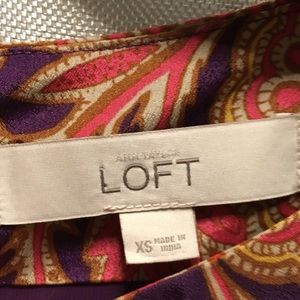 ANN TAYLOR
LOFT
XS MADE IN
INDIA